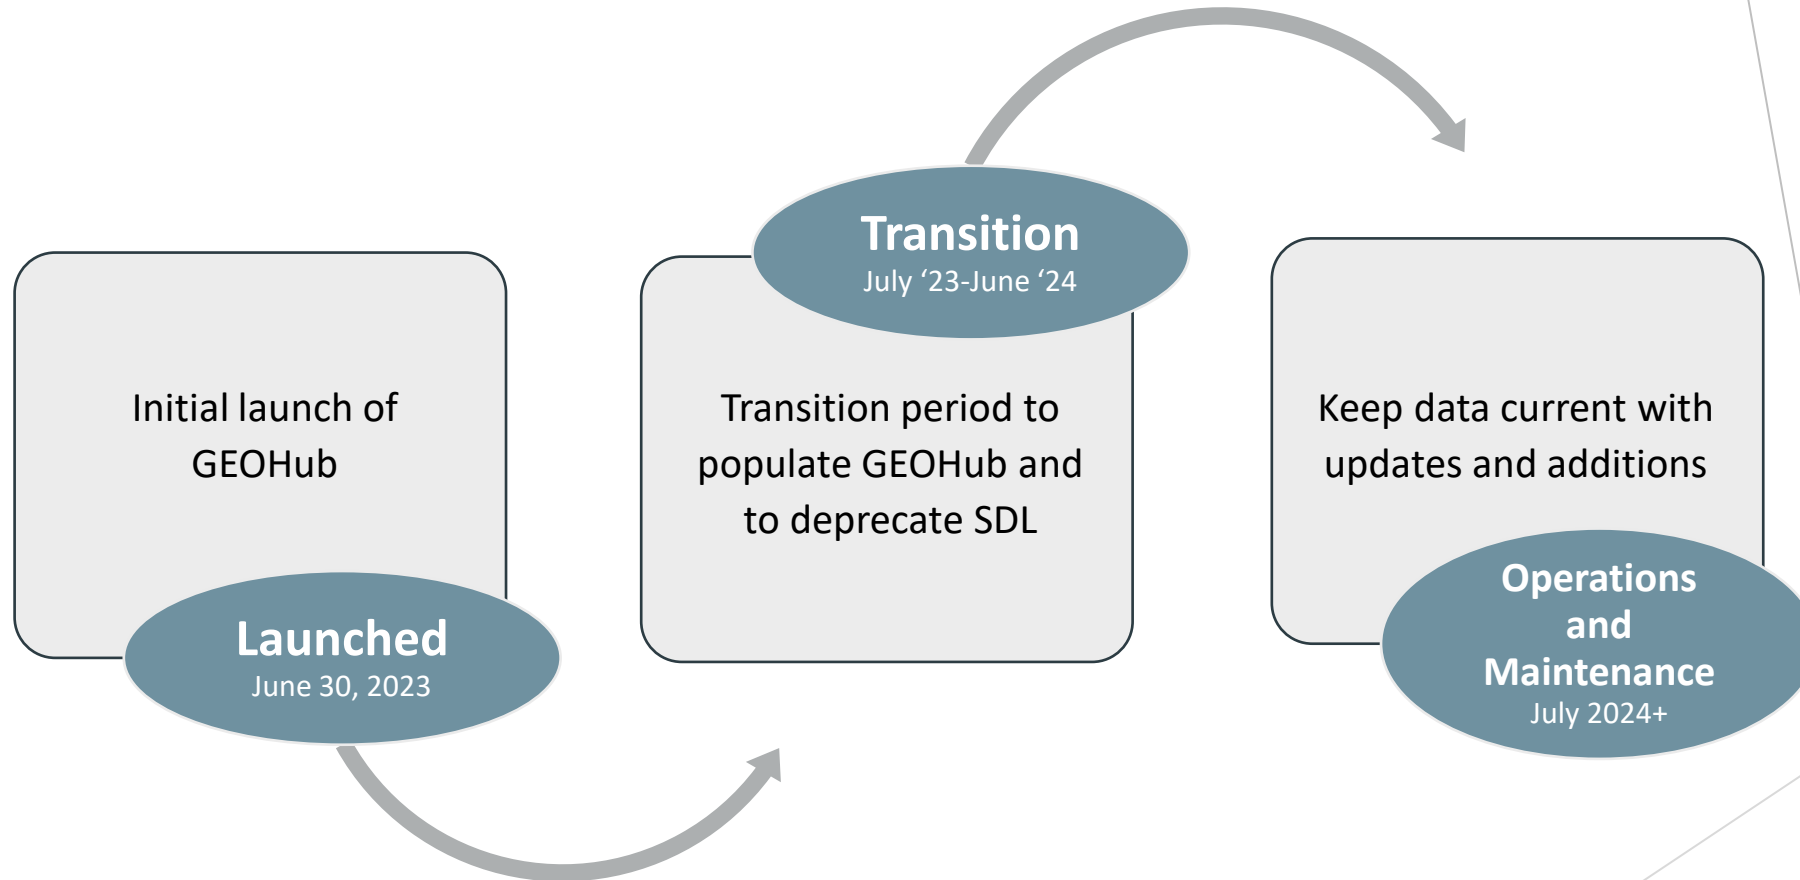 Initial launch of
GEOHub
Launched
June 30, 2023
Transition
July ‘23-June ‘24
Transition period to
populate GEOHub and
to deprecate SDL
Keep data current with
updates and additions
Operations
and
Maintenance
July 2024+